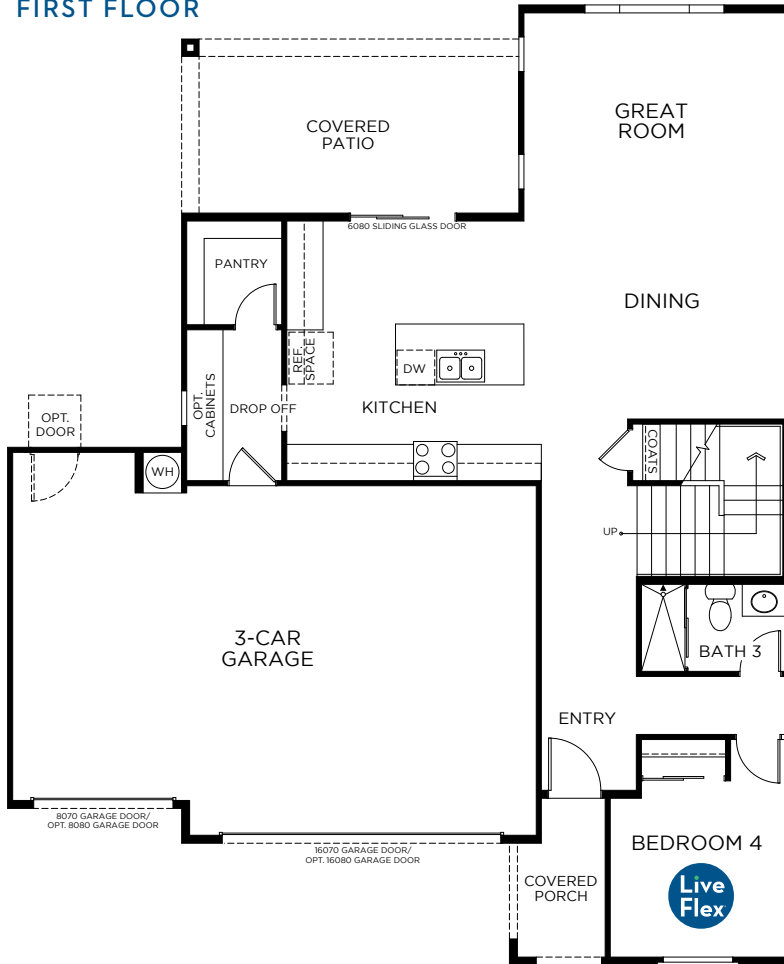 FIRST FLOOR
GREAT
ROOM
COVERED
PATIO
6080 SLIDING GLASS DOOR
PANTRY
DINING
REF.
SPACE
DW
OPT.
CABINETS
DROP OFF
KITCHEN
OPT.
DOOR
COATS
WH
UP
3-CAR
GARAGE
BATH 3
ENTRY
8070 GARAGE DOOR/
OPT. 8080 GARAGE DOOR
16070 GARAGE DOOR/
OPT. 16080 GARAGE DOOR
BEDROOM 4
COVERED
PORCH
Live
Flex